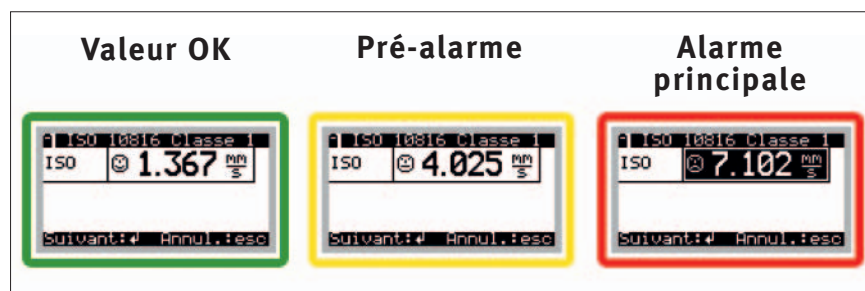 Valeur OK
Pré-alarme
Alarme
principale
A ISO 10816 Classe 1
ISO 1.367 mm/s
Suivant:↲ Annul.:esc
A ISO 10816 Classe 1
ISO 4.025 mm/s
Suivant:↲ Annul.:esc
A ISO 10816 Classe 1
ISO 7.102 mm/s
Suivant:↲ Annul.:esc